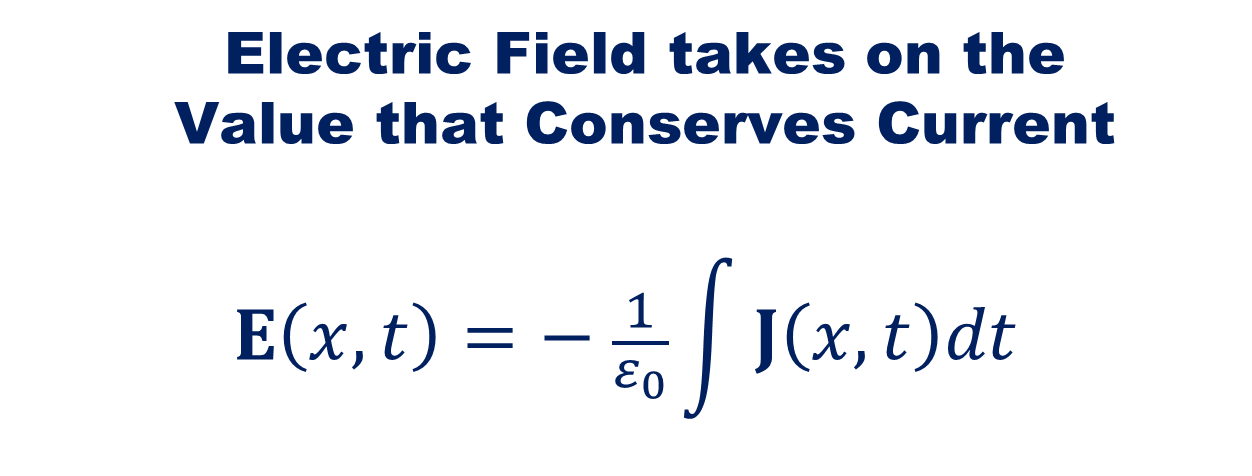 Electric Field takes on the
Value that Conserves Current
𝐄(𝑥, 𝑡) = − 1/𝜀₀ ∫ 𝐉(𝑥, 𝑡)𝑑𝑡